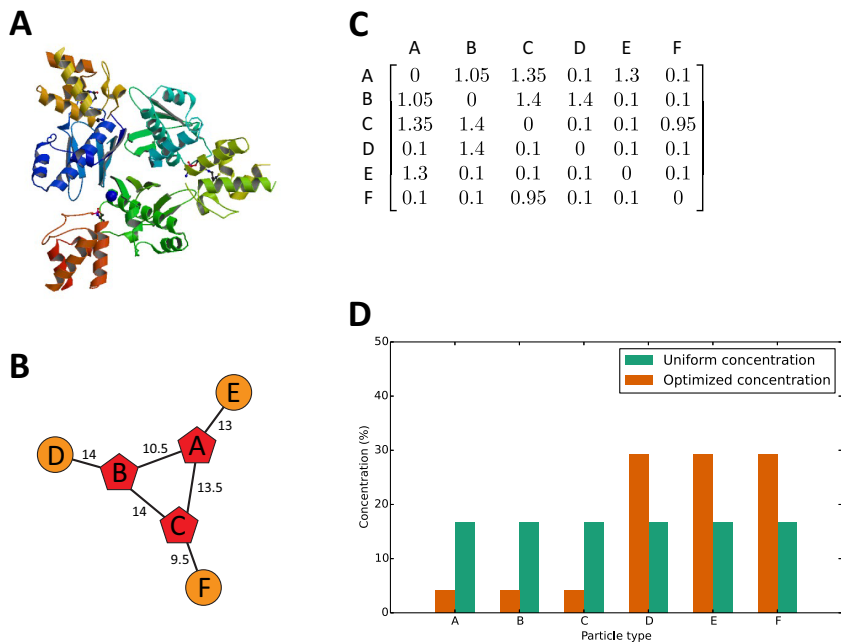 A
C
A B C D E F
A 0 1.05 1.35 0.1 1.3 0.1
B 1.05 0 1.4 1.4 0.1 0.1
C 1.35 1.4 0 0.1 0.1 0.95
D 0.1 1.4 0.1 0 0.1 0.1
E 1.3 0.1 0.1 0.1 0 0.1
F 0.1 0.1 0.95 0.1 0.1 0
B
E
13
A
10.5
D
14
B
13.5
14
C
9.5
F
D
50
40
30
20
10
0
Concentration (%)
Uniform concentration
Optimized concentration
A B C D E F
Particle type